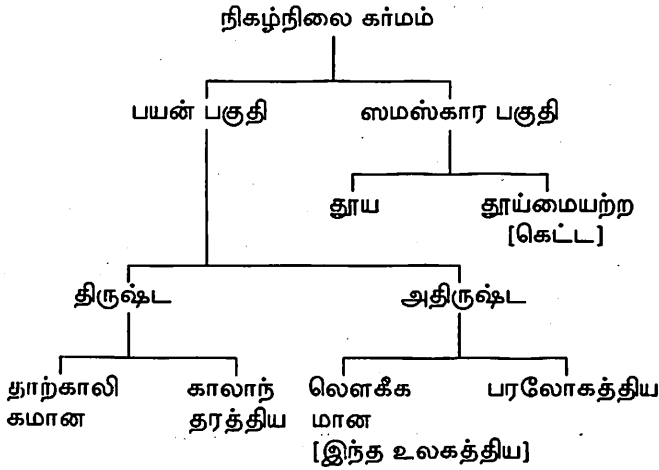 நிகழ்நிலை கர்மம்
பயன் பகுதி ஸமஸ்கார பகுதி
தூய தூய்மையற்ற
[கெட்ட]
திருஷ்ட அதிருஷ்ட
தாற்காலி காலாந் லௌகீக பரலோகத்திய
கமான தரத்திய மான
[இந்த உலகத்திய]